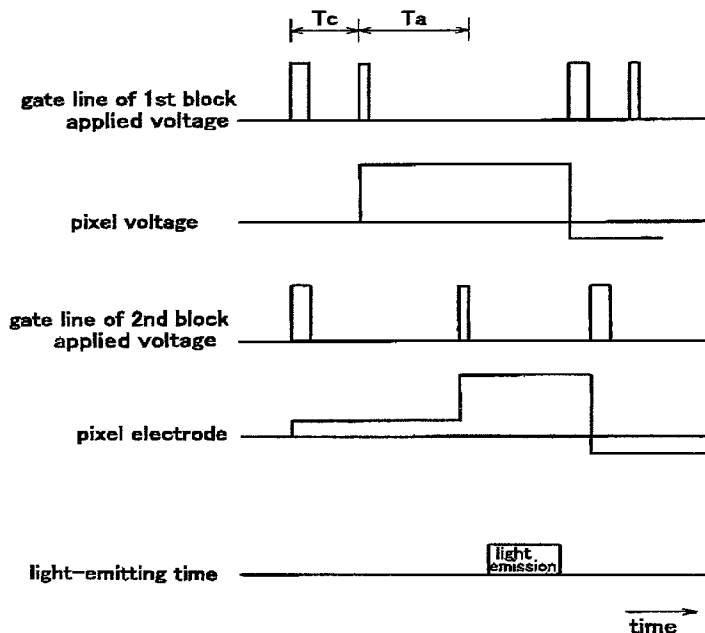 Tc Ta
gate line of 1st block
applied voltage
pixel voltage
gate line of 2nd block
applied voltage
pixel electrode
light-emitting time
light
emission
time